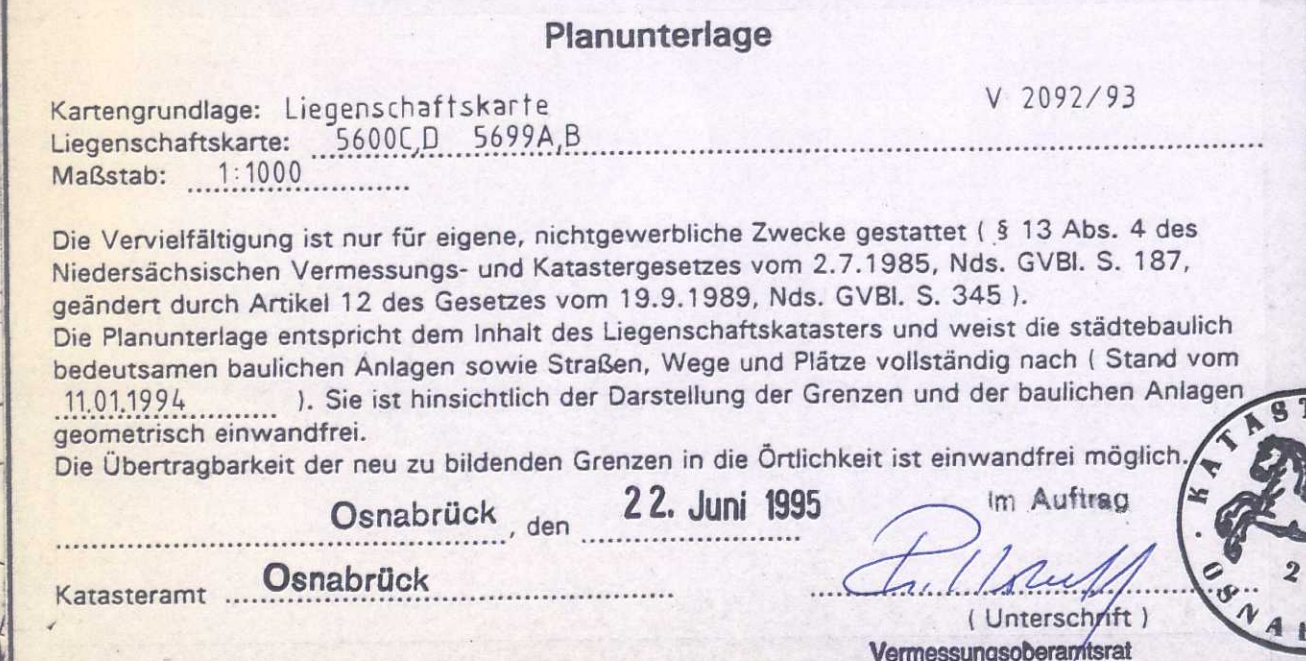 Planunterlage
Kartengrundlage: Liegenschaftskarte V 2092/93
Liegenschaftskarte: 5600C,D 5699A,B
Maßstab: 1:1000
Die Vervielfältigung ist nur für eigene, nichtgewerbliche Zwecke gestattet ( § 13 Abs. 4 des
Niedersächsischen Vermessungs- und Katastergesetzes vom 2.7.1985, Nds. GVBl. S. 187,
geändert durch Artikel 12 des Gesetzes vom 19.9.1989, Nds. GVBl. S. 345 ).
Die Planunterlage entspricht dem Inhalt des Liegenschaftskatasters und weist die städtebaulich
bedeutsamen baulichen Anlagen sowie Straßen, Wege und Plätze vollständig nach ( Stand vom
11.01.1994 ). Sie ist hinsichtlich der Darstellung der Grenzen und der baulichen Anlagen
geometrisch einwandfrei.
Die Übertragbarkeit der neu zu bildenden Grenzen in die Örtlichkeit ist einwandfrei möglich.
Osnabrück, den 22. Juni 1995 Im Auftrag
Katasteramt Osnabrück
( Unterschrift )
Vermessungsoberamtsrat